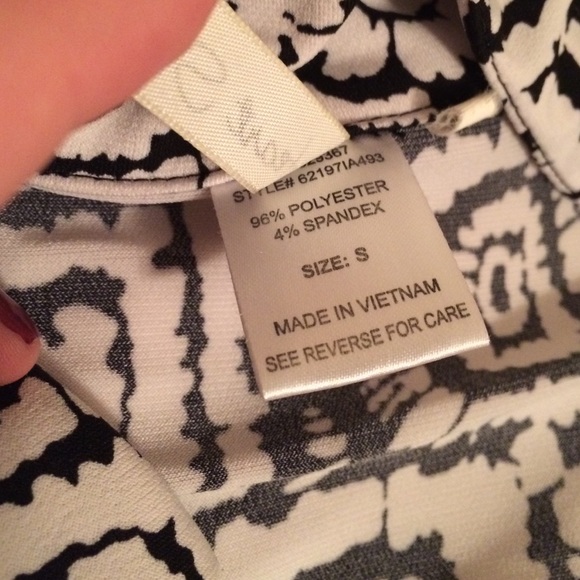 STYLE# 62197IA493
96% POLYESTER
4% SPANDEX
SIZE: S
MADE IN VIETNAM
SEE REVERSE FOR CARE